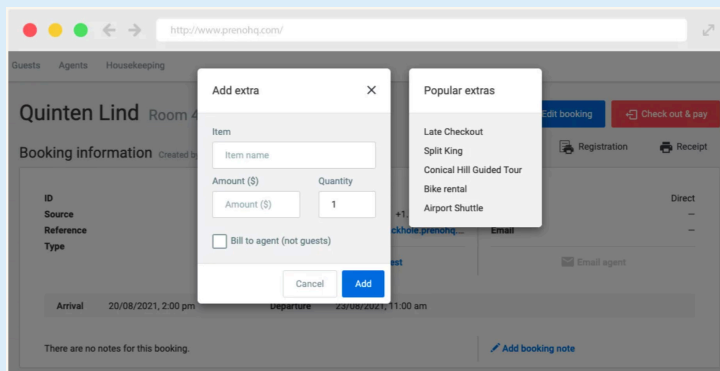 http://www.prenohq.com/
Guests Agents Housekeeping
Add extra
Popular extras
Quinten Lind Room 4
Edit booking
Check out & pay
Item
Item name
Late Checkout
Split King
Conical Hill Guided Tour
Bike rental
Airport Shuttle
Booking information Created by
Registration
Receipt
Amount ($) Quantity
Amount ($) 1
Bill to agent (not guests)
Cancel Add
ID
Source
Reference
Type
+1.
ckhole.prenohq....
est
Direct
—
Email —
Email agent
Arrival 20/08/2021, 2:00 pm Departure 23/08/2021, 11:00 am
There are no notes for this booking.
Add booking note